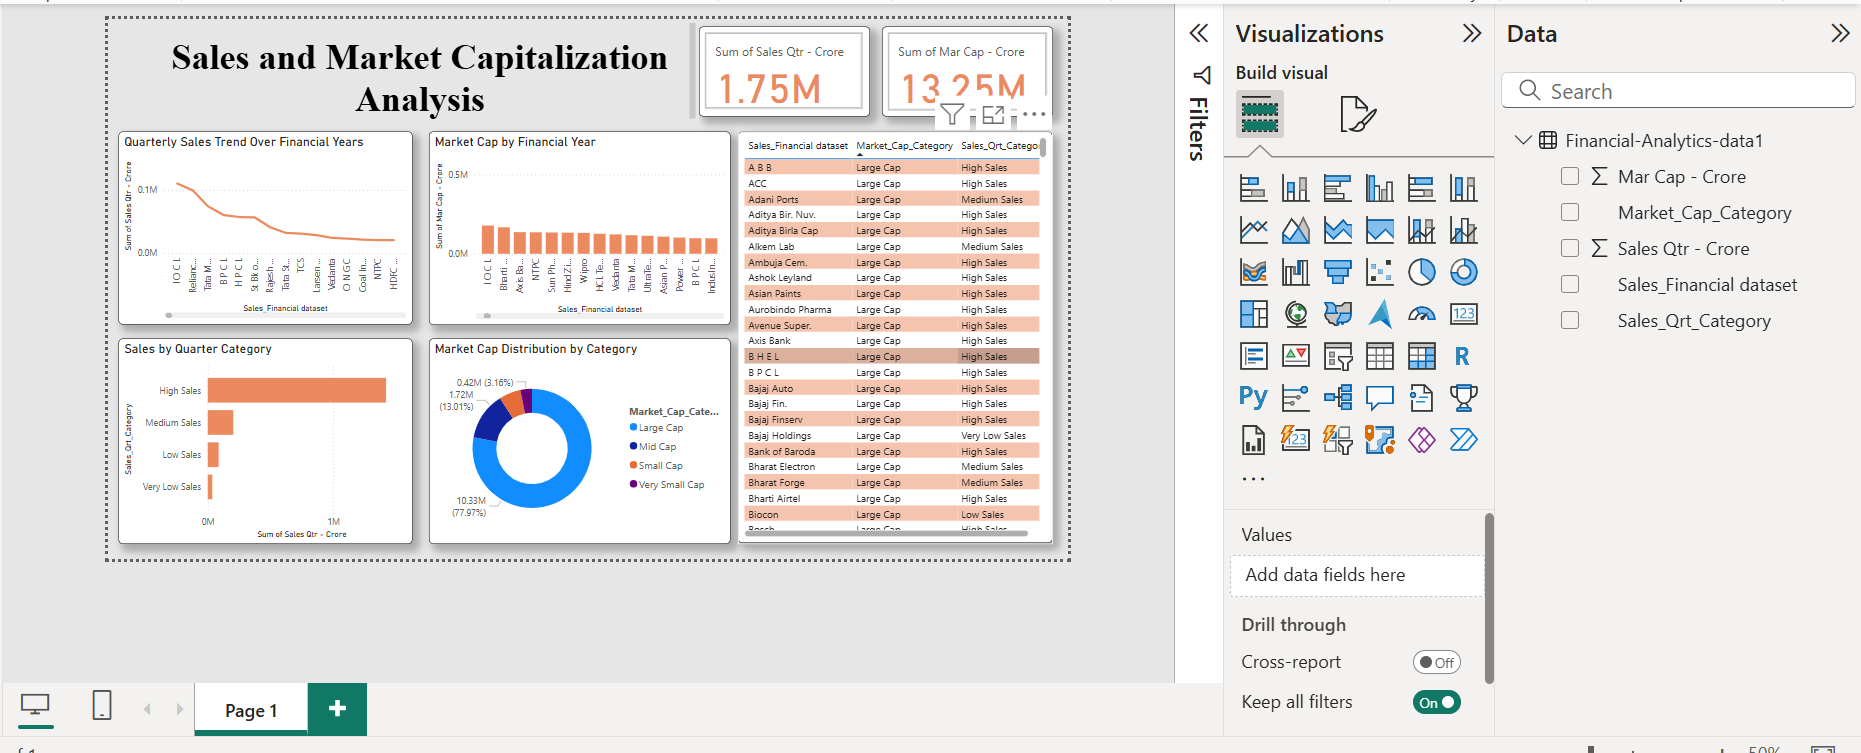 Sales and Market Capitalization
Analysis
Sum of Sales Qtr - Crore
1.75M
Sum of Mar Cap - Crore
13.25M
Quarterly Sales Trend Over Financial Years
Sum of Sales Qtr - Crore
0.1M
0.0M
I O C L
Relianc...
Tata M...
B P C L
H P C L
St Bk o...
Rajesh ...
Tata St...
TCS
Larsen ...
Vedanta
O N G C
Coal In...
NTPC
HDFC ...
Sales_Financial dataset
Market Cap by Financial Year
Sum of Mar Cap - Crore
0.5M
0.0M
I O C L
Bharti ...
Axis Ba...
NTPC
Sun Ph...
Hind Zi...
Wipro
HCL Te...
Vedanta
Tata M...
UltraTe...
Asian P...
Power ...
B P C L
IndusIn...
Sales_Financial dataset
Sales_Financial dataset Market_Cap_Category Sales_Qrt_Catego
A B B Large Cap High Sales
ACC Large Cap High Sales
Adani Ports Large Cap Medium Sales
Aditya Bir. Nuv. Large Cap High Sales
Aditya Birla Cap Large Cap High Sales
Alkem Lab Large Cap Medium Sales
Ambuja Cem. Large Cap High Sales
Ashok Leyland Large Cap High Sales
Asian Paints Large Cap High Sales
Aurobindo Pharma Large Cap High Sales
Avenue Super. Large Cap High Sales
Axis Bank Large Cap High Sales
B H E L Large Cap High Sales
B P C L Large Cap High Sales
Bajaj Auto Large Cap High Sales
Bajaj Fin. Large Cap High Sales
Bajaj Finserv Large Cap High Sales
Bajaj Holdings Large Cap Very Low Sales
Bank of Baroda Large Cap High Sales
Bharat Electron Large Cap Medium Sales
Bharat Forge Large Cap Medium Sales
Bharti Airtel Large Cap High Sales
Biocon Large Cap Low Sales
Bosch Large Cap High Sales
Sales by Quarter Category
Sales_Qrt_Category
High Sales
Medium Sales
Low Sales
Very Low Sales
0M 1M
Sum of Sales Qtr - Crore
Market Cap Distribution by Category
0.42M (3.16%)
1.72M
(13.01%)
10.33M
(77.97%)
Market_Cap_Cate...
Large Cap
Mid Cap
Small Cap
Very Small Cap
Page 1
Filters
Visualizations
Build visual
123
R
Py
123
...
Values
Add data fields here
Drill through
Cross-report
Off
Keep all filters
On
Data
Search
Financial-Analytics-data1
Mar Cap - Crore
Market_Cap_Category
Sales Qtr - Crore
Sales_Financial dataset
Sales_Qrt_Category